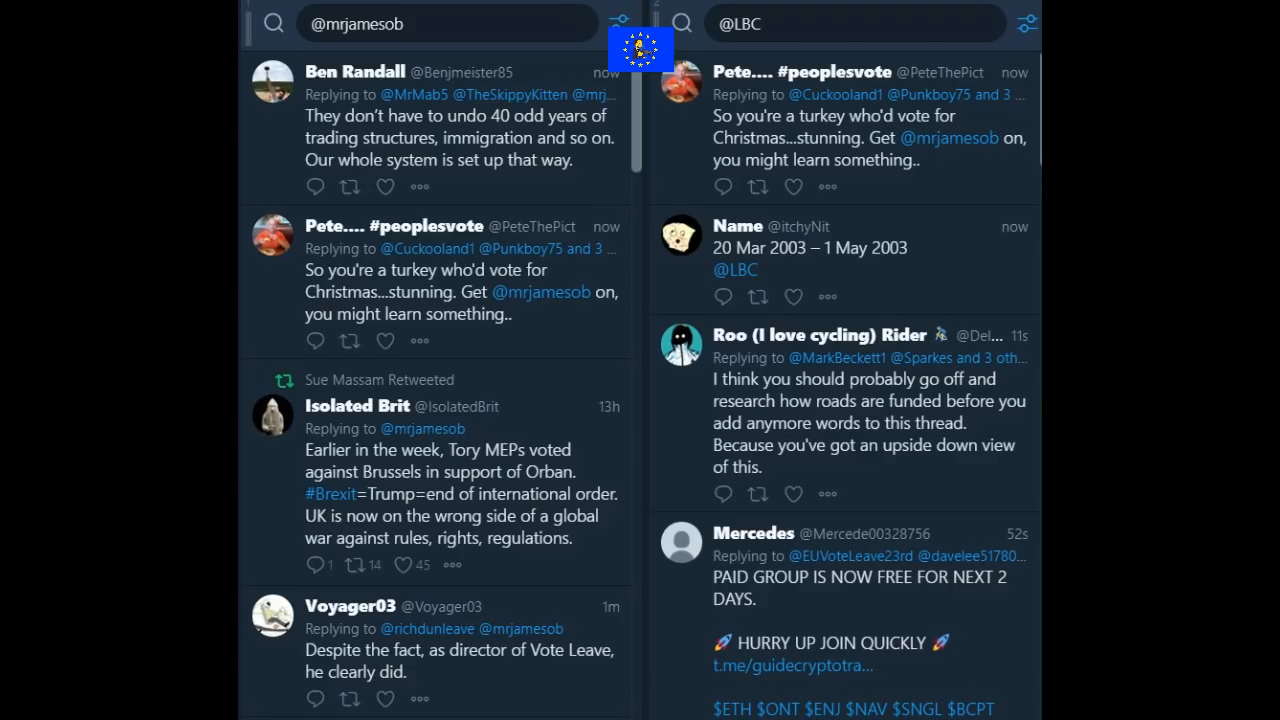 1
@mrjamesob
Ben Randall @Benjmeister85 now
Replying to @MrMab5 @TheSkippyKitten @mrj...
They don’t have to undo 40 odd years of
trading structures, immigration and so on.
Our whole system is set up that way.
Pete.... #peoplesvote @PeteThePict now
Replying to @Cuckooland1 @Punkboy75 and 3 ...
So you're a turkey who'd vote for
Christmas...stunning. Get @mrjamesob on,
you might learn something..
Sue Massam Retweeted
Isolated Brit @IsolatedBrit 13h
Replying to @mrjamesob
Earlier in the week, Tory MEPs voted
against Brussels in support of Orban.
#Brexit=Trump=end of international order.
UK is now on the wrong side of a global
war against rules, rights, regulations.
1 14 45
Voyager03 @Voyager03 1m
Replying to @richdunleave @mrjamesob
Despite the fact, as director of Vote Leave,
he clearly did.
2
@LBC
Pete.... #peoplesvote @PeteThePict now
Replying to @Cuckooland1 @Punkboy75 and 3 ...
So you're a turkey who'd vote for
Christmas...stunning. Get @mrjamesob on,
you might learn something..
Name @itchyNit now
20 Mar 2003 – 1 May 2003
@LBC
Roo (I love cycling) Rider 🚴 @Del... 11s
Replying to @MarkBeckett1 @Sparkes and 3 oth...
I think you should probably go off and
research how roads are funded before you
add anymore words to this thread.
Because you've got an upside down view
of this.
Mercedes @Mercede00328756 52s
Replying to @EUVoteLeave23rd @davelee51780...
PAID GROUP IS NOW FREE FOR NEXT 2
DAYS.
🚀 HURRY UP JOIN QUICKLY 🚀
t.me/guidecryptotra...
$ETH $ONT $ENJ $NAV $SNGL $BCPT